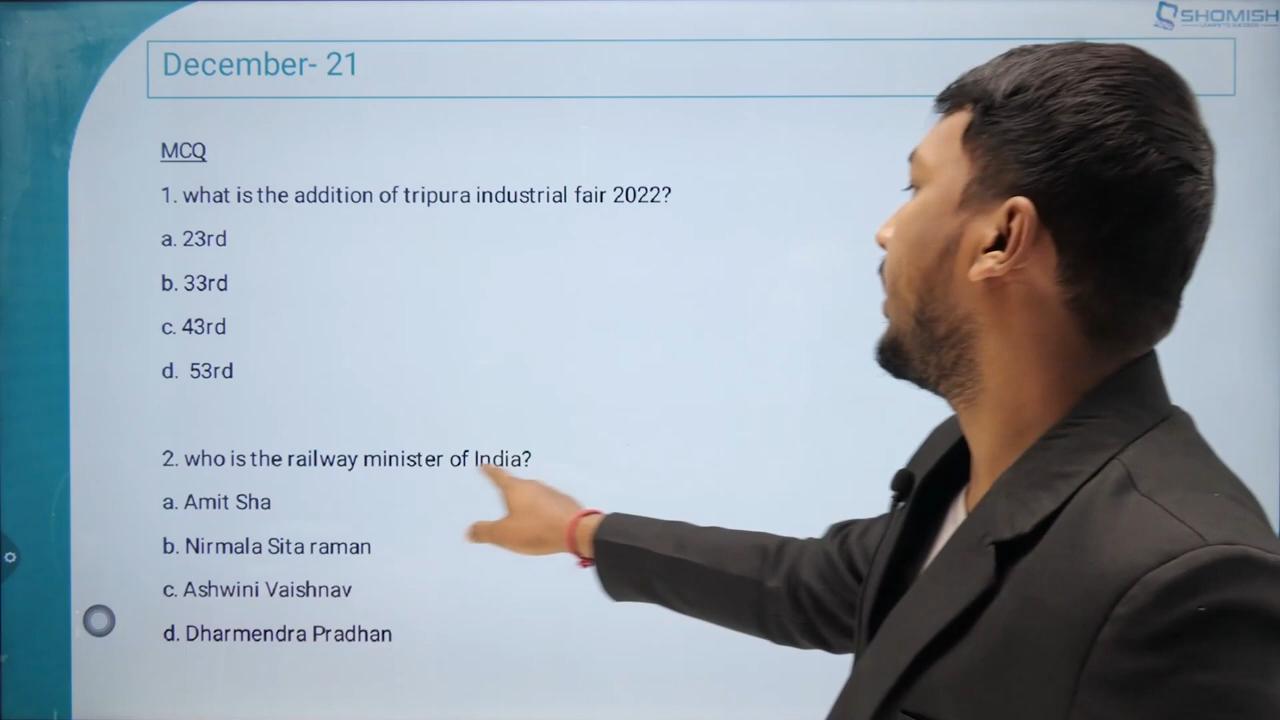 SHOMISH
December- 21
MCQ
1. what is the addition of tripura industrial fair 2022?
a. 23rd
b. 33rd
c. 43rd
d. 53rd
2. who is the railway minister of India?
a. Amit Sha
b. Nirmala Sita raman
c. Ashwini Vaishnav
d. Dharmendra Pradhan